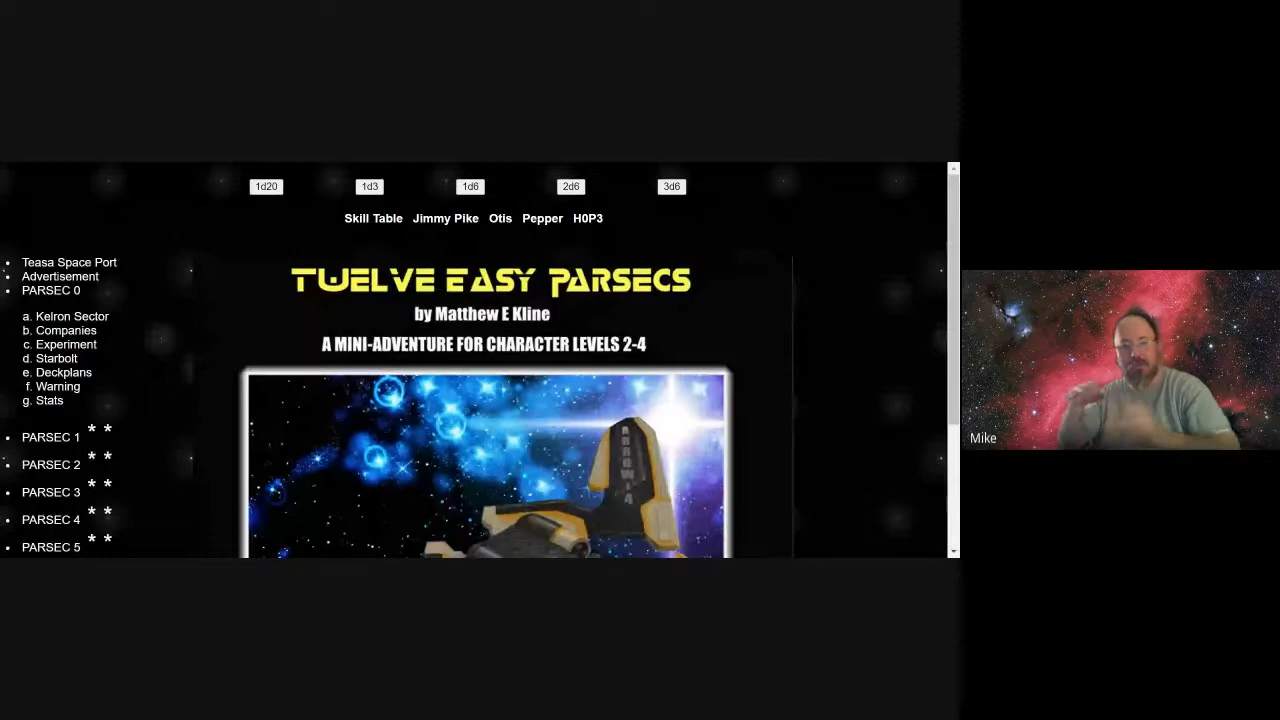 1d20 1d3 1d6 2d6 3d6
Skill Table Jimmy Pike Otis Pepper H0P3
Teasa Space Port
Advertisement
PARSEC 0
a. Kelron Sector
b. Companies
c. Experiment
d. Starbolt
e. Deckplans
f. Warning
g. Stats
PARSEC 1 * *
PARSEC 2 * *
PARSEC 3 * *
PARSEC 4 * *
PARSEC 5 * *
TWELVE EASY PARSECS
by Matthew E Kline
A MINI-ADVENTURE FOR CHARACTER LEVELS 2-4
ARROW 14
Mike